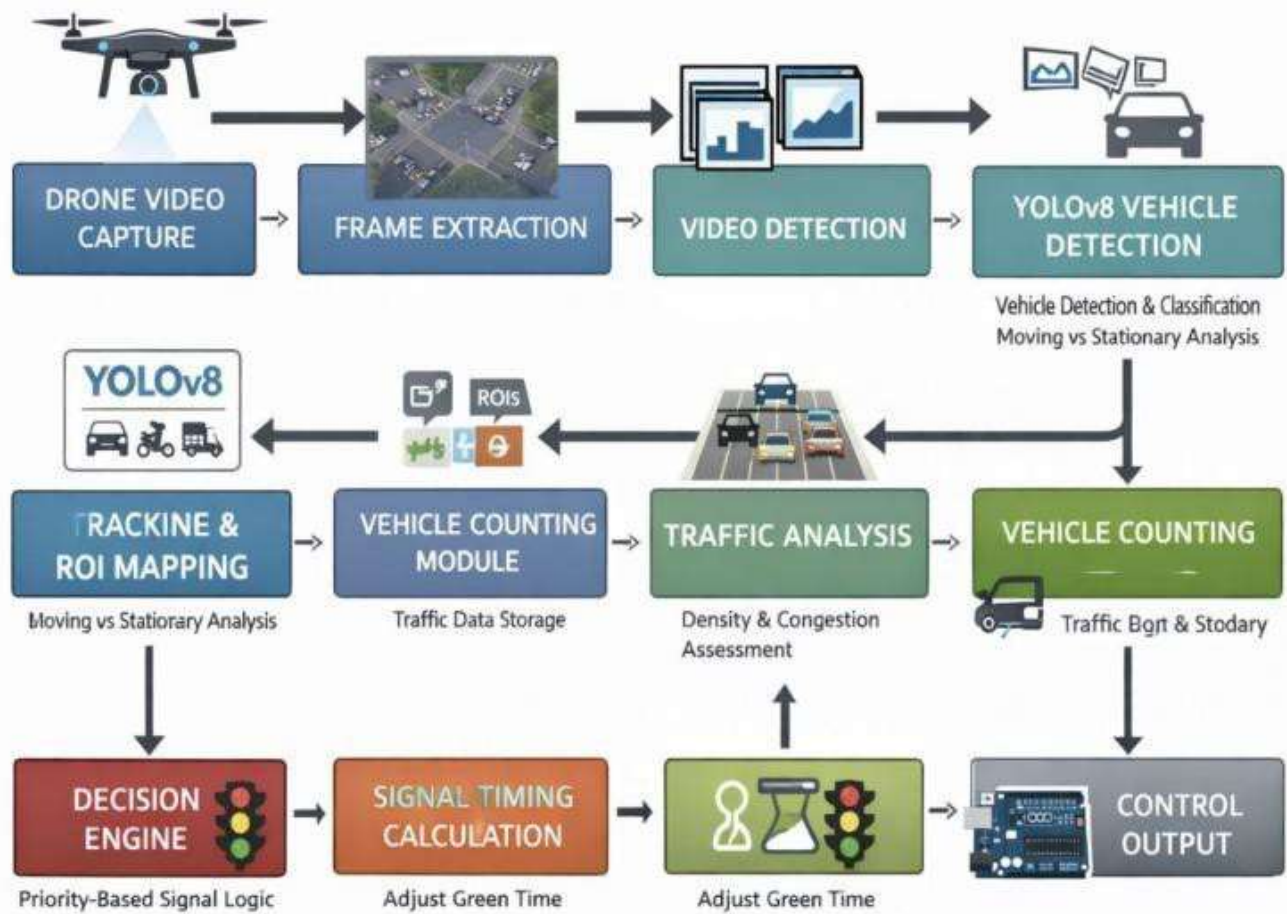 DRONE VIDEO
CAPTURE
FRAME EXTRACTION
VIDEO DETECTION
YOLOv8 VEHICLE
DETECTION
Vehicle Detection & Classification
Moving vs Stationary Analysis
YOLOv8
ROIs
TRACKINE &
ROI MAPPING
VEHICLE COUNTING
MODULE
TRAFFIC ANALYSIS
VEHICLE COUNTING
Moving vs Stationary Analysis
Traffic Data Storage
Density & Congestion
Assessment
Traffic Bgrt & Stodary
DECISION
ENGINE
SIGNAL TIMING
CALCULATION
CONTROL
OUTPUT
Priority-Based Signal Logic
Adjust Green Time
Adjust Green Time